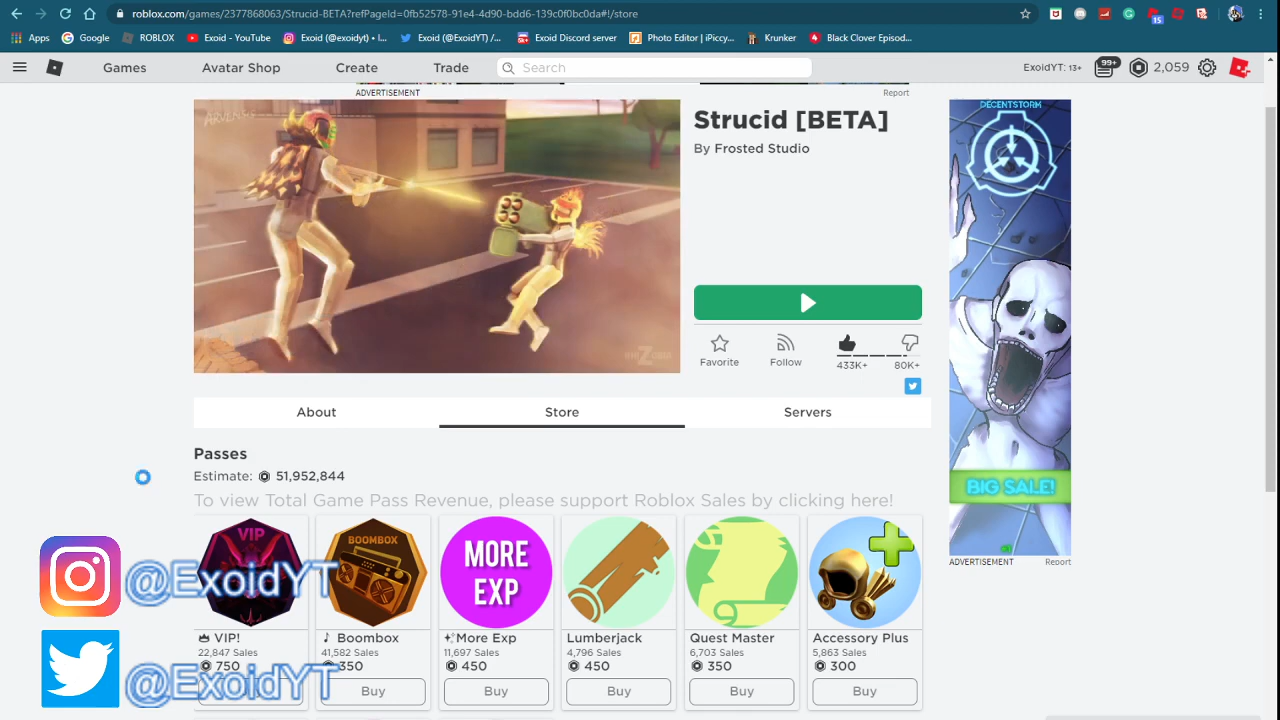 roblox.com/games/2377868063/Strucid-BETA?refPageId=0fb52578-91e4-4d90-bdd6-139c0f0bc0da#!/store
15
Apps Google ROBLOX Exoid - YouTube Exoid (@exoidyt) • I... Exoid (@ExoidYT) /... Exoid Discord server Photo Editor | iPiccy... Krunker Black Clover Episod...
Games Avatar Shop Create Trade Search ExoidYT: 13+ 99+ 2,059
ADVERTISEMENT Report
Strucid [BETA]
By Frosted Studio
DECENTSTORM
Favorite Follow 433K+ 80K+
About Store Servers
Passes
Estimate: 51,952,844
To view Total Game Pass Revenue, please support Roblox Sales by clicking here!
BIG SALE!
ADVERTISEMENT Report
VIP BOOMBOX MORE EXP
@ExoidYT
VIP! Boombox More Exp Lumberjack Quest Master Accessory Plus
22,847 Sales 41,582 Sales 11,697 Sales 4,796 Sales 6,703 Sales 5,863 Sales
750 350 450 450 350 300
@ExoidYT
Buy Buy Buy Buy Buy